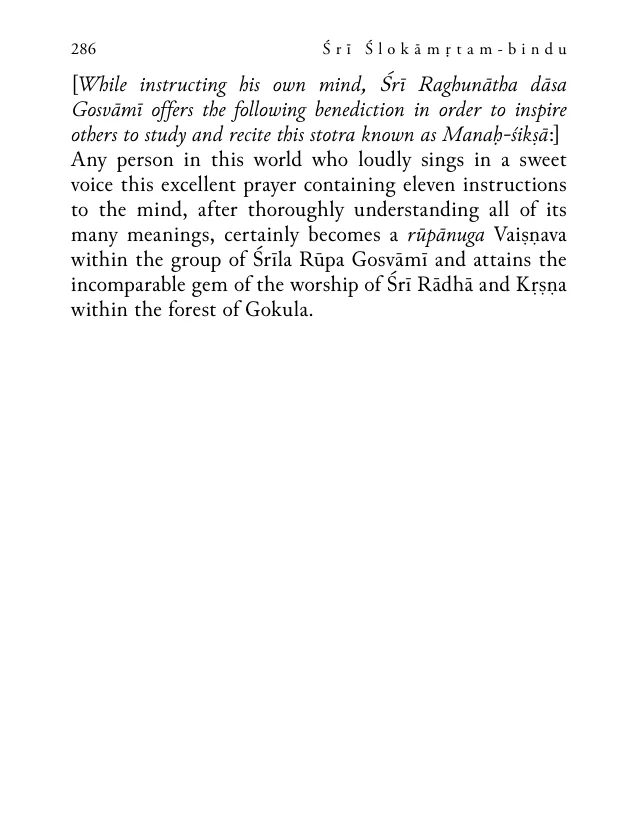 286 Śrī Ślokāmṛtam-bindu
[While instructing his own mind, Śrī Raghunātha dāsa
Gosvāmī offers the following benediction in order to inspire
others to study and recite this stotra known as Manaḥ-śikṣā:]
Any person in this world who loudly sings in a sweet
voice this excellent prayer containing eleven instructions
to the mind, after thoroughly understanding all of its
many meanings, certainly becomes a rūpānuga Vaiṣṇava
within the group of Śrīla Rūpa Gosvāmī and attains the
incomparable gem of the worship of Śrī Rādhā and Kṛṣṇa
within the forest of Gokula.